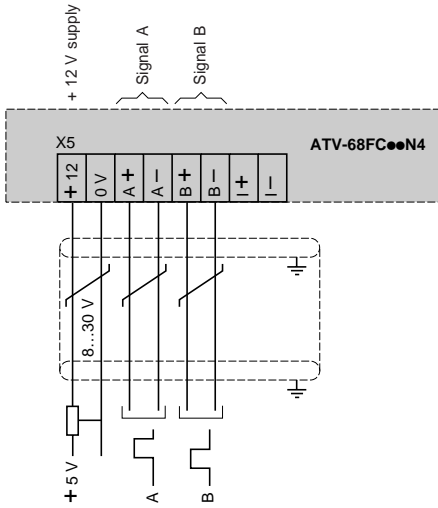 + 12 V supply
Signal A
Signal B
X5
ATV-68FC●●N4
+ 12
0 V
A +
A –
B +
B –
I +
I –
8...30 V
+ 5 V
A
B